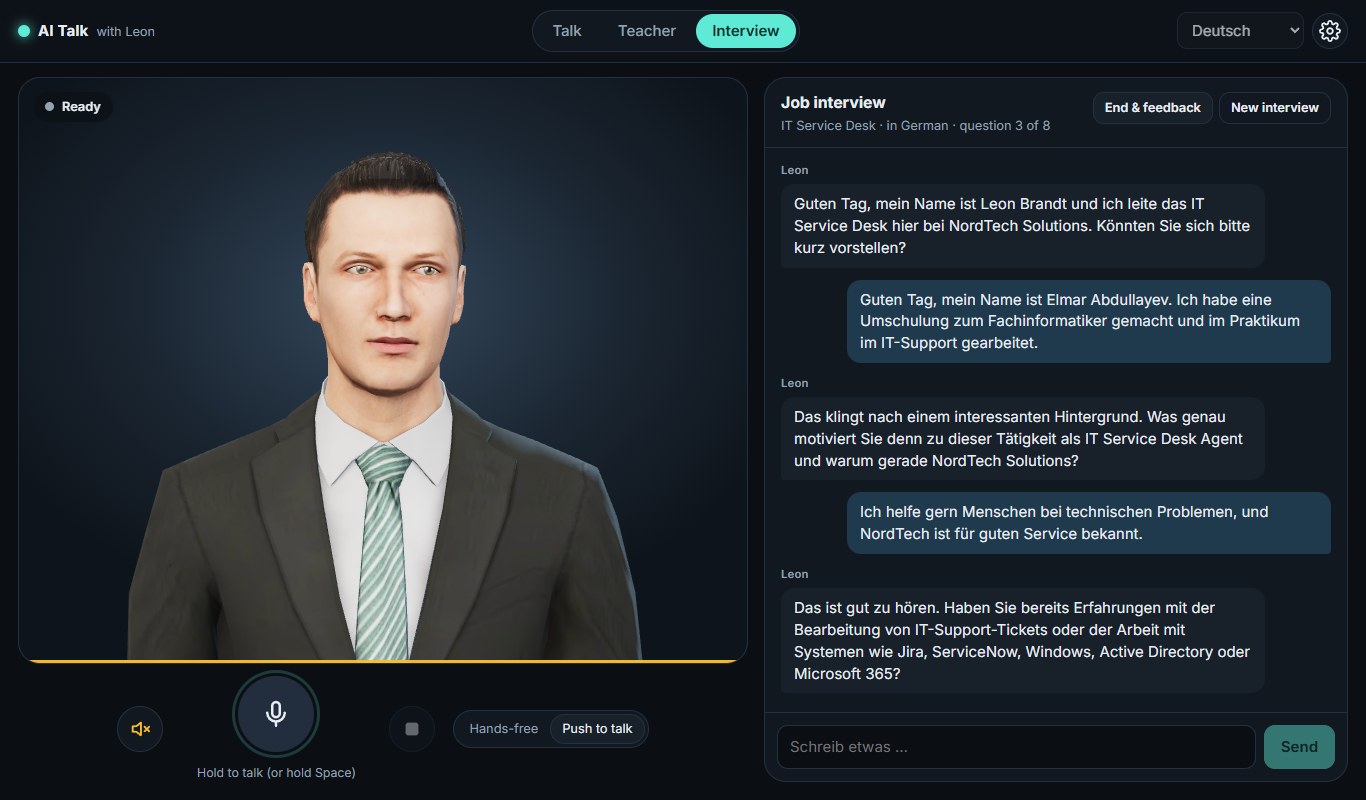 AI Talk with Leon
Talk
Teacher
Interview
Deutsch
Ready
Hands-free
Push to talk
Hold to talk (or hold Space)
Job interview
IT Service Desk · in German · question 3 of 8
End & feedback
New interview
Leon
Guten Tag, mein Name ist Leon Brandt und ich leite das IT
Service Desk hier bei NordTech Solutions. Könnten Sie sich bitte
kurz vorstellen?
Guten Tag, mein Name ist Elmar Abdullayev. Ich habe eine
Umschulung zum Fachinformatiker gemacht und im Praktikum
im IT-Support gearbeitet.
Leon
Das klingt nach einem interessanten Hintergrund. Was genau
motiviert Sie denn zu dieser Tätigkeit als IT Service Desk Agent
und warum gerade NordTech Solutions?
Ich helfe gern Menschen bei technischen Problemen, und
NordTech ist für guten Service bekannt.
Leon
Das ist gut zu hören. Haben Sie bereits Erfahrungen mit der
Bearbeitung von IT-Support-Tickets oder der Arbeit mit
Systemen wie Jira, ServiceNow, Windows, Active Directory oder
Microsoft 365?
Schreib etwas ...
Send